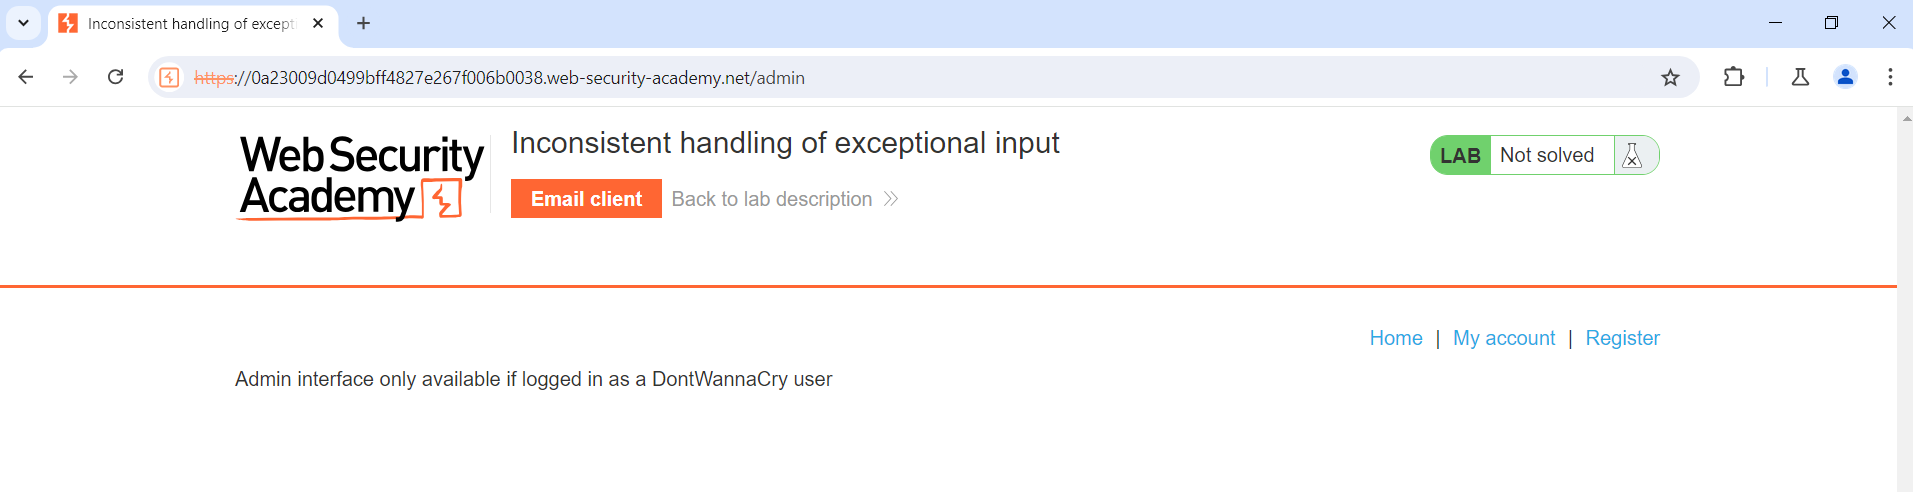 Inconsistent handling of except
https://0a23009d0499bff4827e267f006b0038.web-security-academy.net/admin
Web Security
Academy
Inconsistent handling of exceptional input
Email client
Back to lab description
LAB Not solved
Home | My account | Register
Admin interface only available if logged in as a DontWannaCry user